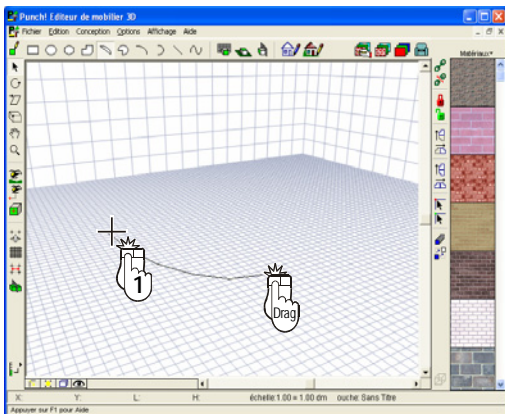 Punch! Editeur de mobilier 3D
Fichier Edition Conception Options Affichage Aide
Matériaux
1
Drag
X: Y: L: H: échelle:1.00 = 1.00 dm ouche: Sans Titre
Appuyer sur F1 pour Aide